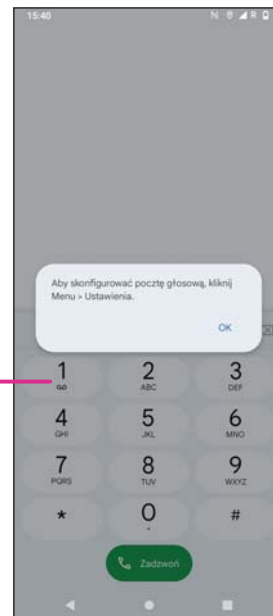 15:40 R
Aby skonfigurować pocztę głosową, kliknij
Menu > Ustawienia.
OK
1 2 3
ABC DEF
4 5 6
GHI JKL MNO
7 8 9
PQRS TUV WXYZ
* 0 #
+
Zadzwoń